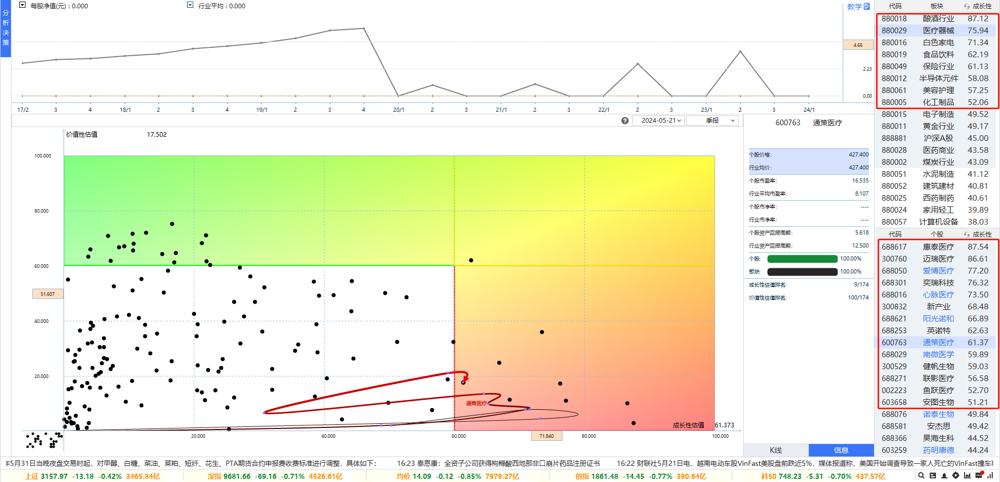 分析决策
每股净值(元) : 0.000
行业平均 : 0.000
教学
4.66
2.23
0.00
17/2 3 4 18/1 2 3 4 19/1 2 3 4 20/1 2 3 21/1 2 3 22/1 2 3 23/1 2 3 24/1
2024-05-21
季报
价值性估值 17.502
100.000
80.000
60.000
51.607
40.000
20.000
通策医疗
成长性估值 61.373
20.000 40.000 60.000 71.840 80.000 100.000
600763 通策医疗
个股价格: 427.400
行业均价: 427.400
个股市盈率: 16.535
行业平均市盈率: 8.107
个股市净率: ----
行业市净率: ----
个股资产回报周期: 5.618
行业资产回报周期: 12.500
个股: 100.00%
板块: 100.00%
成长性估值排名: 9/174
价值性估值排名: 100/174
K线 信息
代码 板块 成长性
880018 酿酒行业 87.12
880029 医疗器械 75.94
880016 白色家电 71.34
880019 食品饮料 62.19
880049 保险行业 61.13
880012 半导体元件 58.08
880061 美容护理 57.25
880005 化工制品 52.06
880015 电子制造 49.52
880011 黄金行业 49.17
888881 沪深A股 45.00
880028 医药商业 43.58
880002 煤炭行业 43.09
880051 水泥制造 41.12
880052 建筑建材 40.81
880025 西药制药 40.61
880024 家用轻工 39.89
880057 计算机设备 38.03
代码 个股 成长性
688617 惠泰医疗 87.54
300760 迈瑞医疗 86.61
688050 爱博医疗 77.20
688301 奕瑞科技 76.32
688016 心脉医疗 73.50
300832 新产业 68.48
688621 阳光诺和 66.89
688253 英诺特 62.63
600763 通策医疗 61.37
688029 南微医学 59.89
300529 健帆生物 59.03
688271 联影医疗 56.58
002223 鱼跃医疗 52.70
603658 安图生物 51.21
688076 诺泰生物 49.84
688581 安杰思 49.42
688366 昊海生科 44.52
603259 药明康德 44.24
5月31日当晚夜盘交易时起，对甲醇、白糖、菜油、菜粕、短纤、花生、PTA期货合约申报费收费标准进行调整，具体如下： 16:23 泰恩康：全资子公司获得枸橼酸西地那非口崩片药品注册证书 16:22 财联社5月21日电，越南电动车股VinFast美股盘前跌近5%，媒体报道称，美国开始调查导致一家人死亡的VinFast撞车事
上证 3157.97 -13.18 -0.42% 3465.84亿 深指 9681.66 -69.16 -0.71% 4526.61亿 均价 14.09 -0.12 -0.85% 7979.27亿 创指 1861.48 -14.45 -0.77% 390.64亿 科50 748.23 -5.31 -0.70% 437.57亿